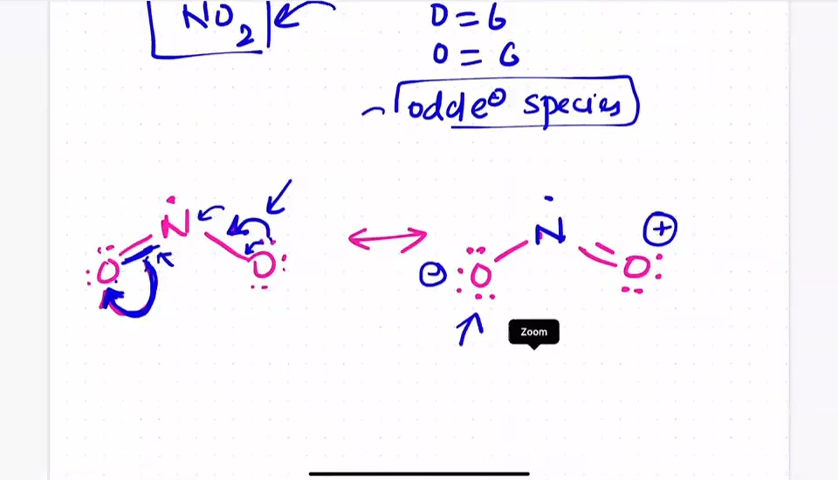 NO2
O = 6
O = 6
odd e⊖ species
:Ö N Ö:
⊖ :Ö: N O: ⊕
Zoom